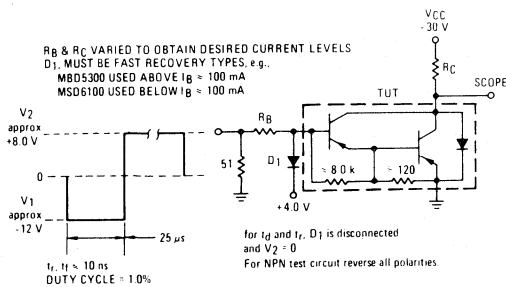 VCC
-30 V
RB & RC VARIED TO OBTAIN DESIRED CURRENT LEVELS
D1, MUST BE FAST RECOVERY TYPES, e.g.,
MBD5300 USED ABOVE IB ≈ 100 mA
MSD6100 USED BELOW IB ≈ 100 mA
RC
SCOPE
TUT
V2
approx
+8.0 V
RB
51
D1
≈ 8.0 k
≈ 120
0
+4.0 V
V1
approx
-12 V
25 µs
for td and tr, D1 is disconnected
and V2 = 0
For NPN test circuit reverse all polarities.
tr, tf ≈ 10 ns
DUTY CYCLE = 1.0%